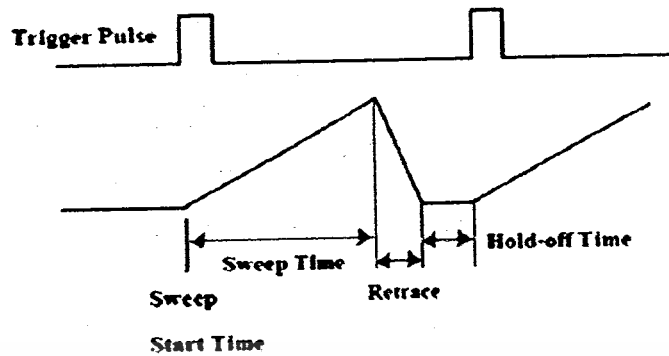 Trigger Pulse
Hold-off Time
Sweep Time
Retrace
Sweep
Start Time